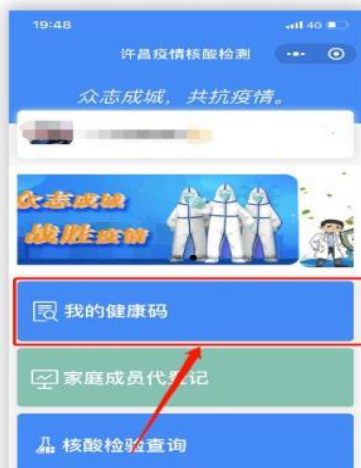 19:48
4G
许昌疫情核酸检测
众志成城，共抗疫情。
众志成城
战胜疫情
我的健康码
家庭成员代登记
核酸检验查询